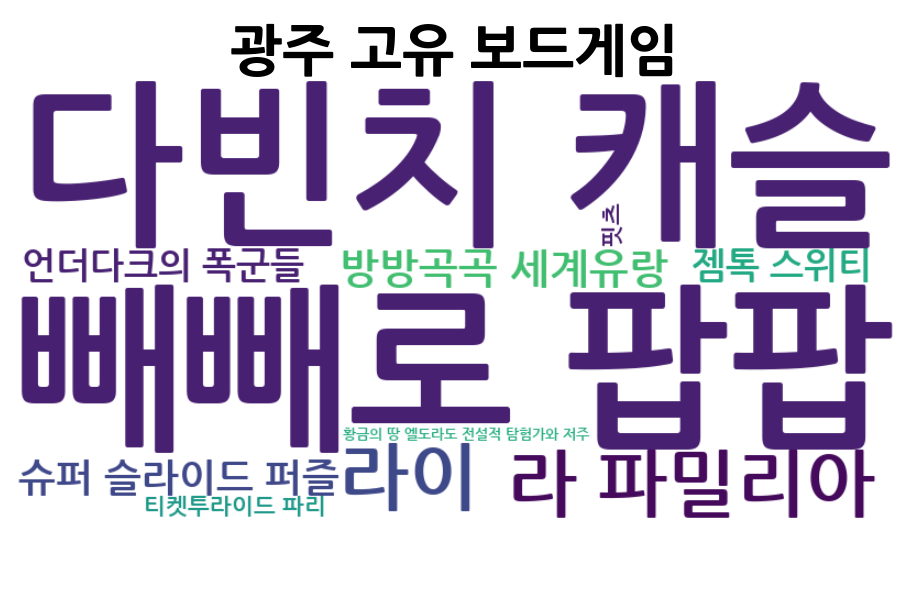 광주 고유 보드게임
다빈치 캐슬
핏츠
언더다크의 폭군들
방방곡곡 세계유랑
젬톡 스위티
빼빼로 팝팝
황금의 땅 엘도라도 전설적 탐험가와 저주
슈퍼 슬라이드 퍼즐
라이
라 파밀리아
티켓투라이드 파리